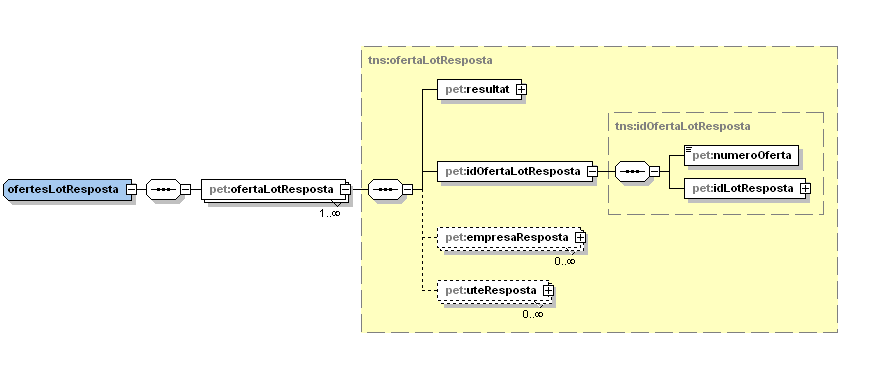 tns:ofertaLotResposta
pet:resultat
tns:idOfertaLotResposta
pet:numeroOferta
pet:idOfertaLotResposta
ofertesLotResposta
pet:ofertaLotResposta
pet:idLotResposta
1..∞
pet:empresaResposta
0..∞
pet:uteResposta
0..∞